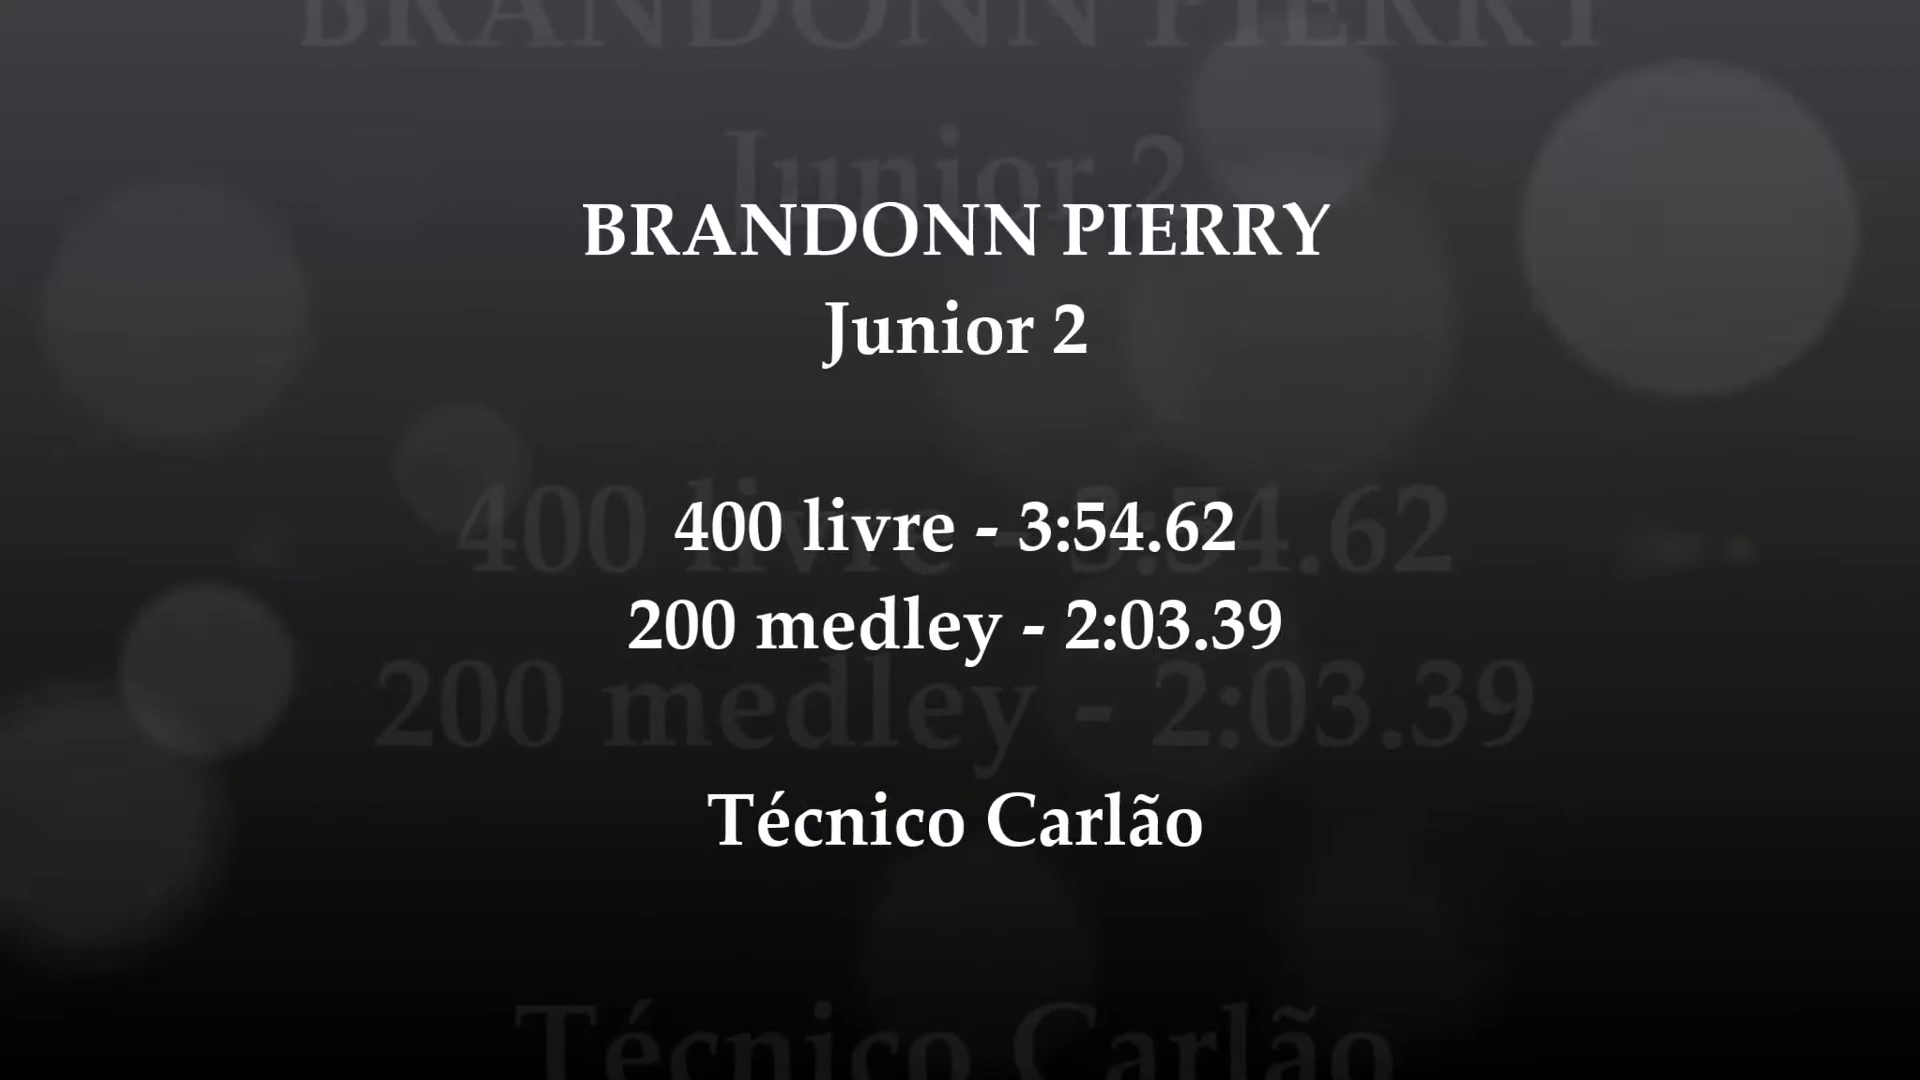 BRANDONN PIERRY
Junior 2
400 livre - 3:54.62
200 medley - 2:03.39
Técnico Carlão